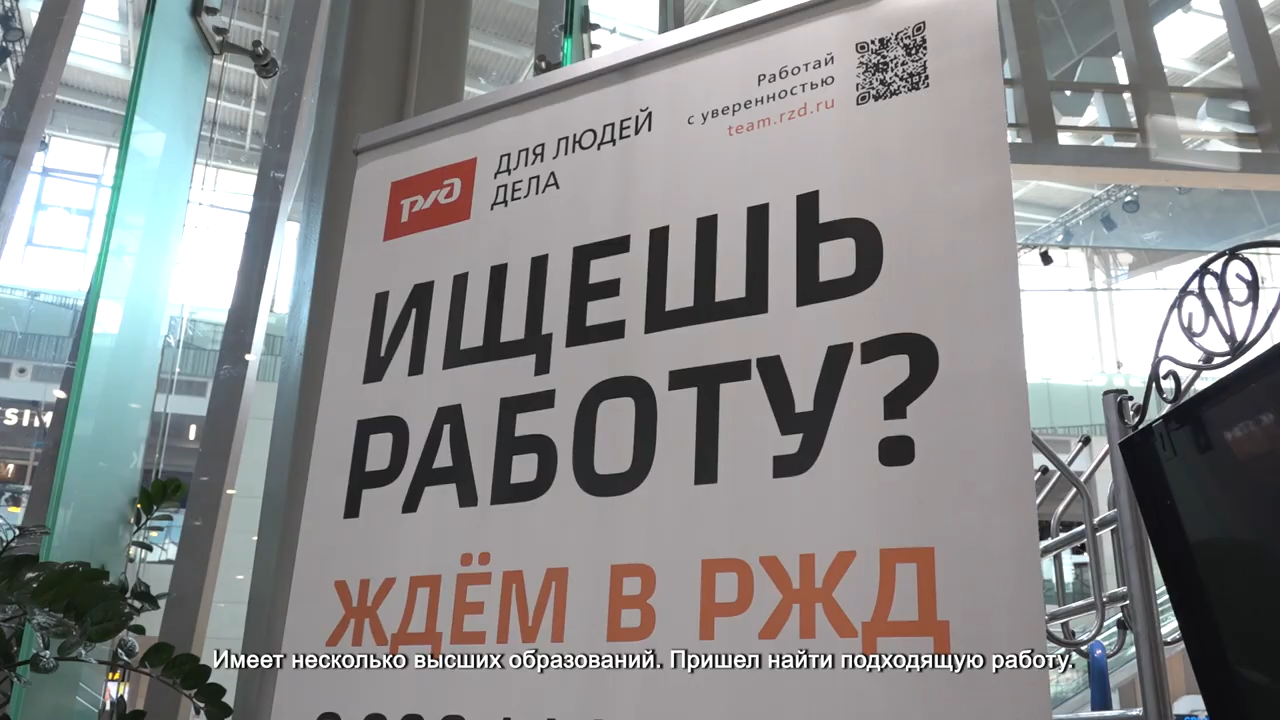 Работай
с уверенностью
team.rzd.ru
ржд
ДЛЯ ЛЮДЕЙ
ДЕЛА
ИЩЕШЬ
РАБОТУ?
ЖДЁМ В РЖД
Имеет несколько высших образований. Пришел найти подходящую работу.